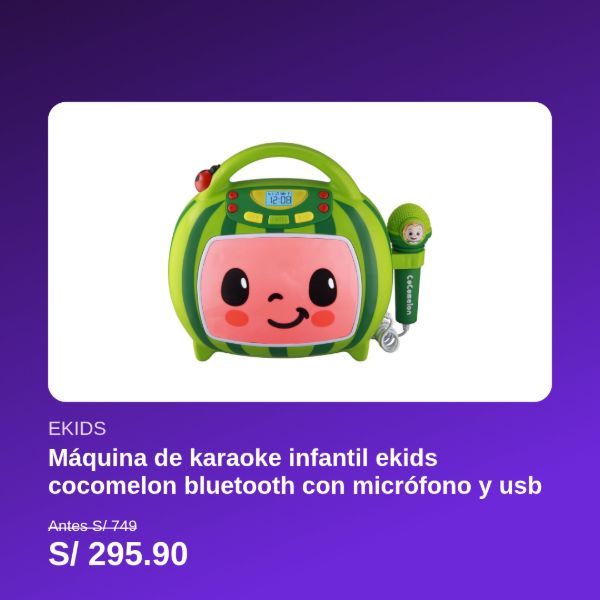 12:08
CoComelon
EKIDS
Máquina de karaoke infantil ekids
cocomelon bluetooth con micrófono y usb
Antes S/ 749
S/ 295.90